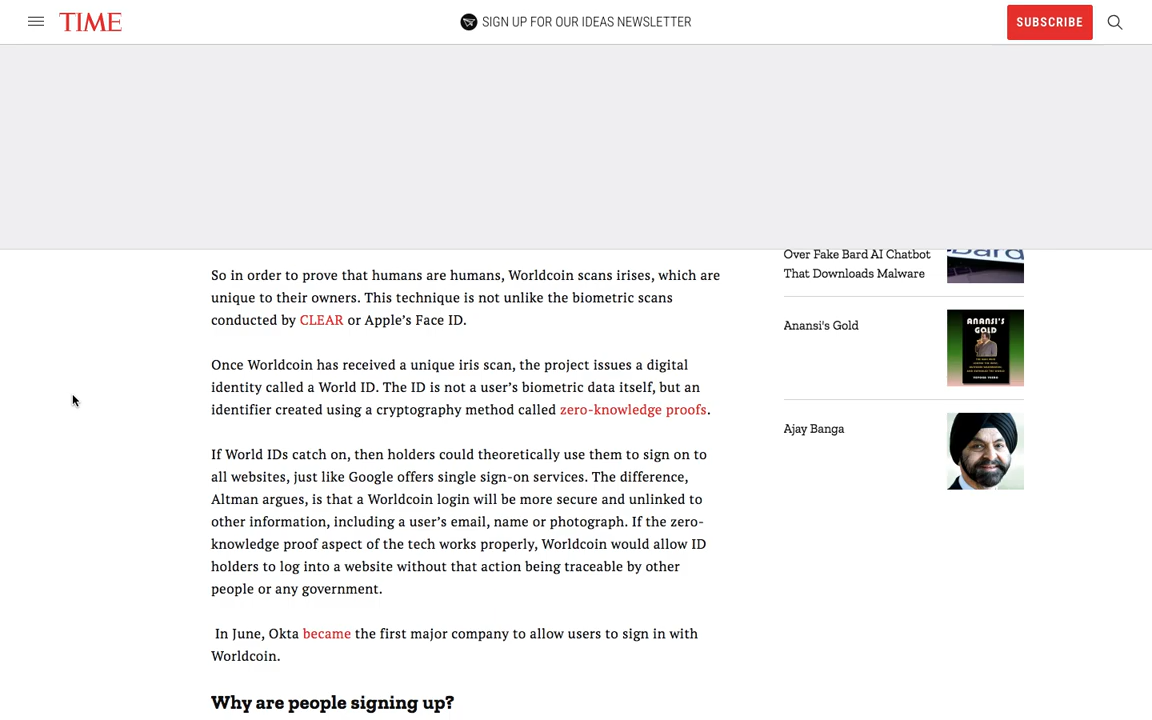 TIME
SIGN UP FOR OUR IDEAS NEWSLETTER
SUBSCRIBE
So in order to prove that humans are humans, Worldcoin scans irises, which are
unique to their owners. This technique is not unlike the biometric scans
conducted by CLEAR or Apple’s Face ID.
Once Worldcoin has received a unique iris scan, the project issues a digital
identity called a World ID. The ID is not a user’s biometric data itself, but an
identifier created using a cryptography method called zero-knowledge proofs.
If World IDs catch on, then holders could theoretically use them to sign on to
all websites, just like Google offers single sign-on services. The difference,
Altman argues, is that a Worldcoin login will be more secure and unlinked to
other information, including a user’s email, name or photograph. If the zero-
knowledge proof aspect of the tech works properly, Worldcoin would allow ID
holders to log into a website without that action being traceable by other
people or any government.
In June, Okta became the first major company to allow users to sign in with
Worldcoin.
Why are people signing up?
Over Fake Bard AI Chatbot
That Downloads Malware
Anansi's Gold
ANANSI'S
GOLD
Ajay Banga